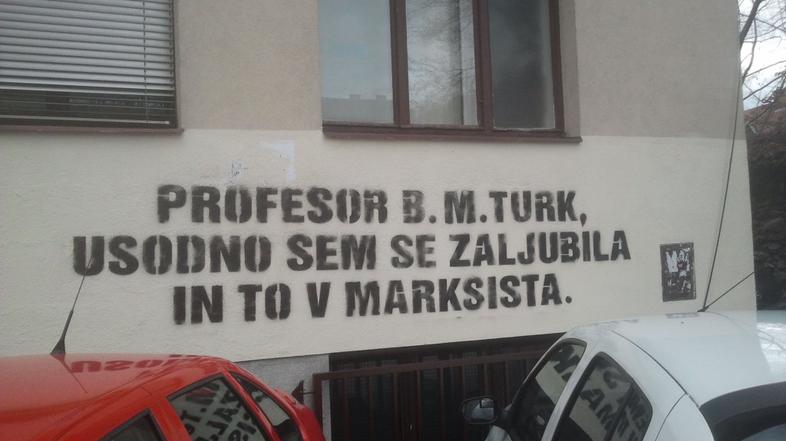 PROFESOR B. M. TURK,
USODNO SEM SE ZALJUBILA
IN TO V MARKSISTA.